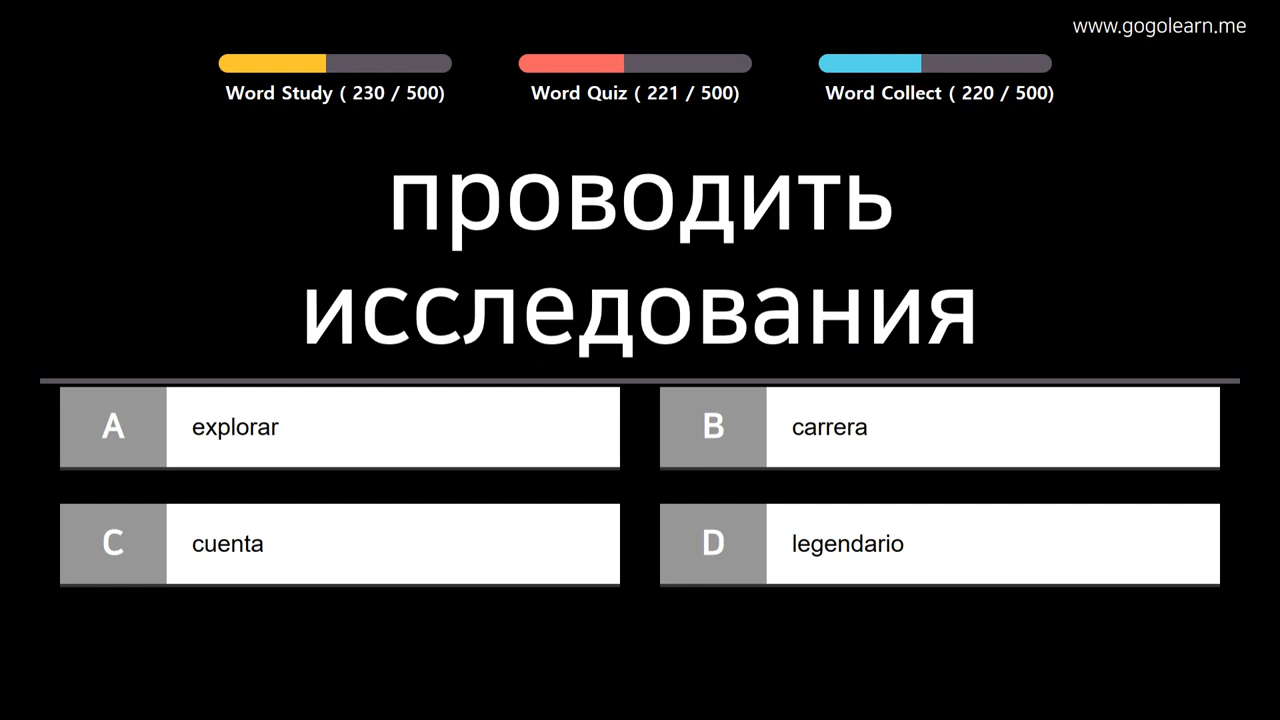 www.gogolearn.me
Word Study ( 230 / 500)
Word Quiz ( 221 / 500)
Word Collect ( 220 / 500)
проводить
исследования
A explorar
B carrera
C cuenta
D legendario